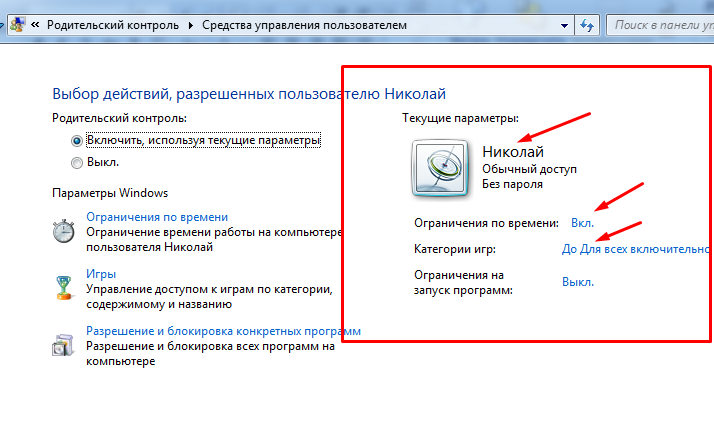 « Родительский контроль ▸ Средства управления пользователем
Поиск в панели уп
Выбор действий, разрешенных пользователю Николай
Родительский контроль:
Включить, используя текущие параметры
Выкл.
Параметры Windows
Ограничения по времени
Ограничение времени работы на компьютере
пользователя Николай
Игры
Управление доступом к играм по категории,
содержимому и названию
Разрешение и блокировка конкретных программ
Разрешение и блокировка всех программ на
компьютере
Текущие параметры:
Николай
Обычный доступ
Без пароля
Ограничения по времени: Вкл.
Категории игр: До Для всех включительно
Ограничения на
запуск программ: Выкл.